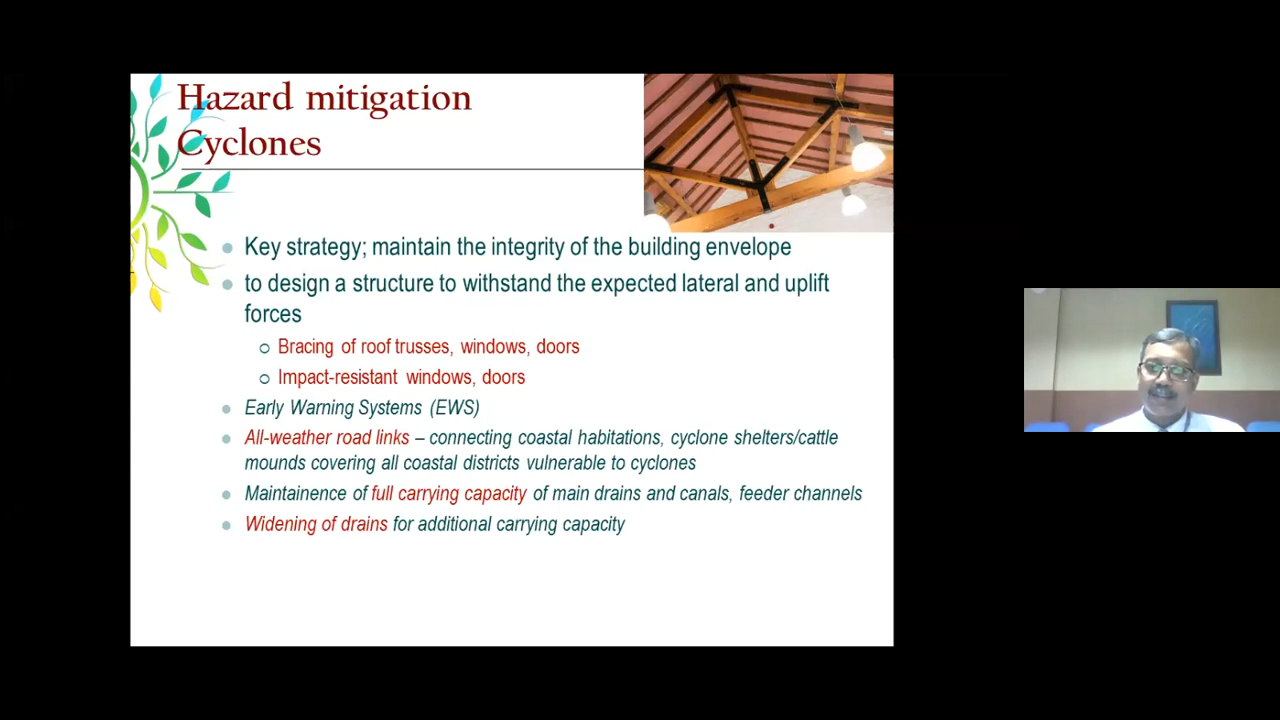 Hazard mitigation
Cyclones
Key strategy; maintain the integrity of the building envelope
to design a structure to withstand the expected lateral and uplift
forces
Bracing of roof trusses, windows, doors
Impact-resistant windows, doors
Early Warning Systems (EWS)
All-weather road links – connecting coastal habitations, cyclone shelters/cattle
mounds covering all coastal districts vulnerable to cyclones
Maintainence of full carrying capacity of main drains and canals, feeder channels
Widening of drains for additional carrying capacity